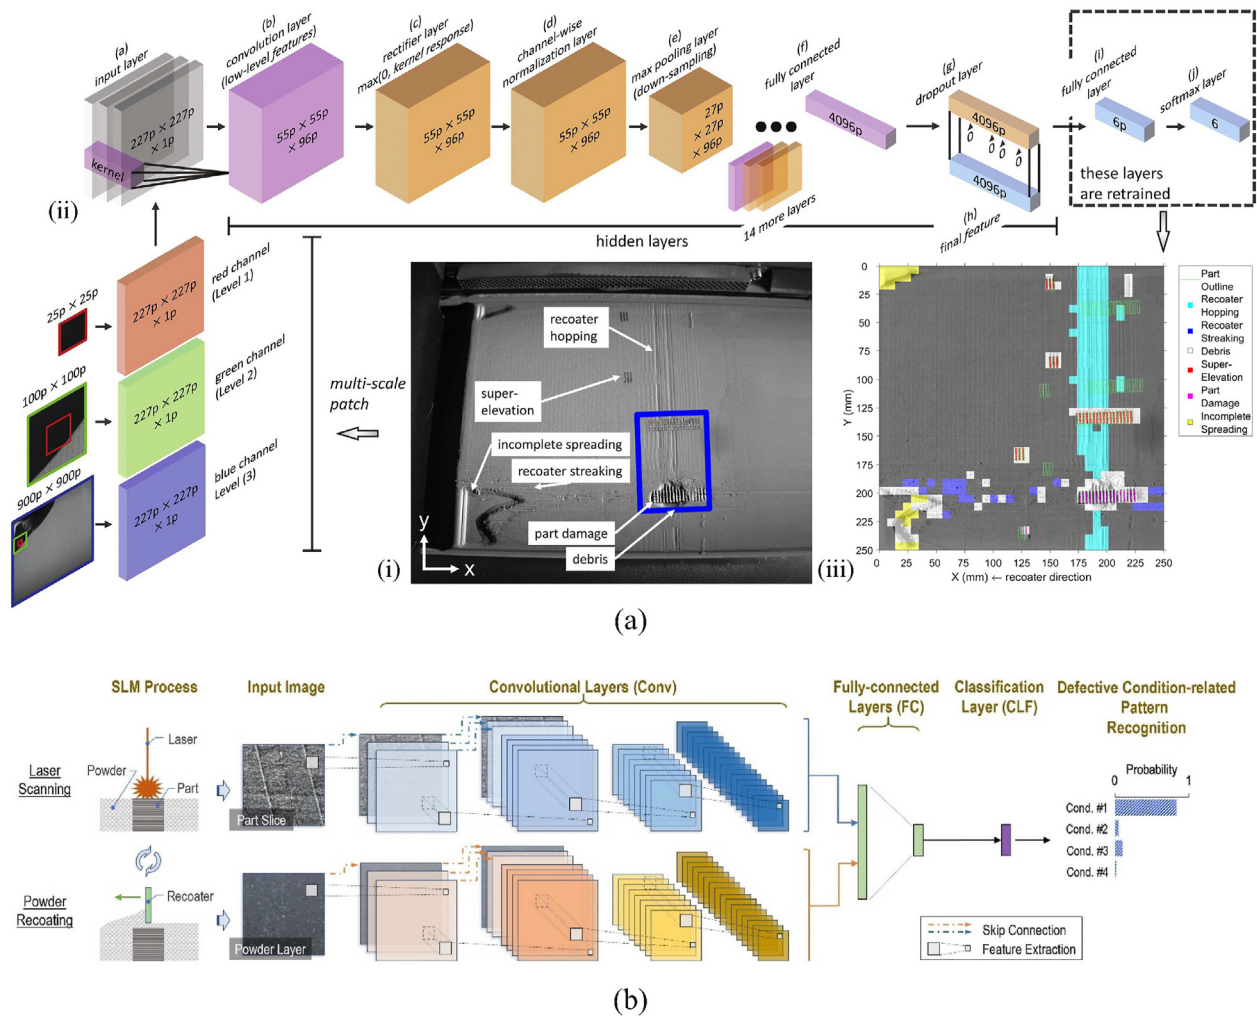 (a)
input layer
227p × 227p
× 1p
kernel
(b)
convolution layer
(low-level features)
55p × 55p
× 96p
(c)
rectifier layer
max(0, kernel response)
55p × 55p
× 96p
(d)
channel-wise
normalization layer
55p × 55p
× 96p
(e)
max pooling layer
(down-sampling)
27p
× 27p
× 96p
14 more layers
(f)
fully connected
layer
4096p
(g)
dropout layer
4096p
0 0 0 0
4096p
(h)
final feature
(i)
fully connected
layer
6p
(j)
softmax layer
6
these layers
are retrained
(ii)
hidden layers
25p × 25p
227p × 227p
× 1p
red channel
(Level 1)
100p × 100p
227p × 227p
× 1p
green channel
(Level 2)
900p × 900p
227p × 227p
× 1p
blue channel
Level (3)
multi-scale
patch
recoater
hopping
super-
elevation
incomplete spreading
recoater streaking
part damage
debris
y
x
(i)
0
25
50
75
100
125
150
175
200
225
250
Y (mm)
0 25 50 75 100 125 150 175 200 225 250
X (mm) ← recoater direction
Part
Outline
Recoater
Hopping
Recoater
Streaking
Debris
Super-
Elevation
Part
Damage
Incomplete
Spreading
(iii)
(a)
SLM Process
Input Image
Convolutional Layers (Conv)
Fully-connected
Layers (FC)
Classification
Layer (CLF)
Defective Condition-related
Pattern
Recognition
Laser
Scanning
Laser
Powder
Part
Part Slice
Probability
0 1
Cond. #1
Cond. #2
Cond. #3
Cond. #4
Powder
Recoating
Recoater
Powder Layer
Skip Connection
Feature Extraction
(b)